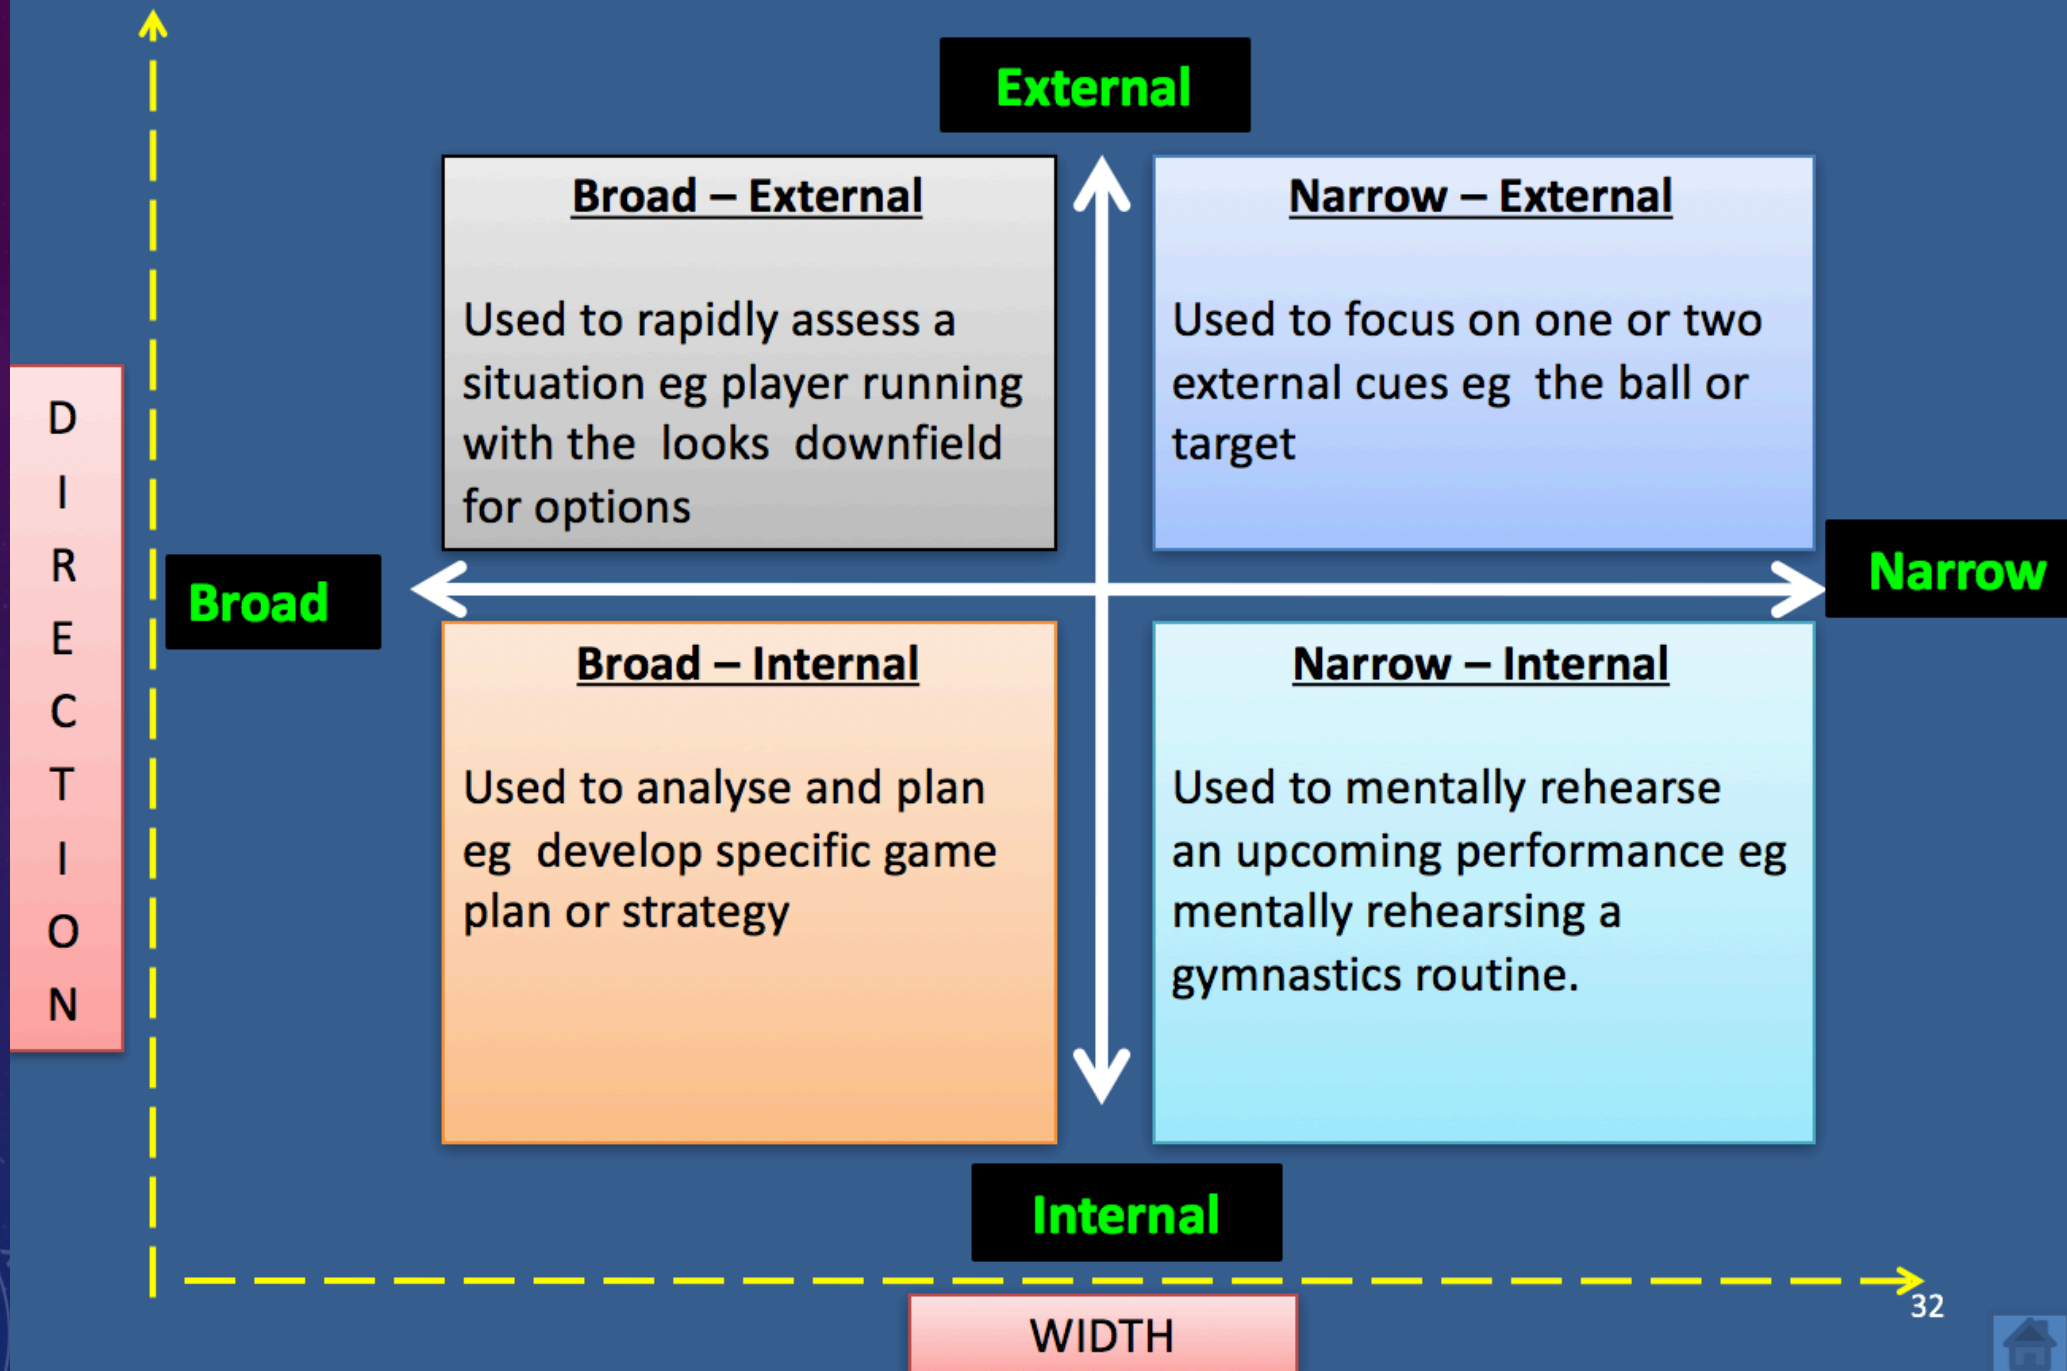 External
Broad – External
Used to rapidly assess a
situation eg player running
with the looks downfield
for options
Narrow – External
Used to focus on one or two
external cues eg the ball or
target
Broad
Narrow
Broad – Internal
Used to analyse and plan
eg develop specific game
plan or strategy
Narrow – Internal
Used to mentally rehearse
an upcoming performance eg
mentally rehearsing a
gymnastics routine.
Internal
D
I
R
E
C
T
I
O
N
WIDTH
32